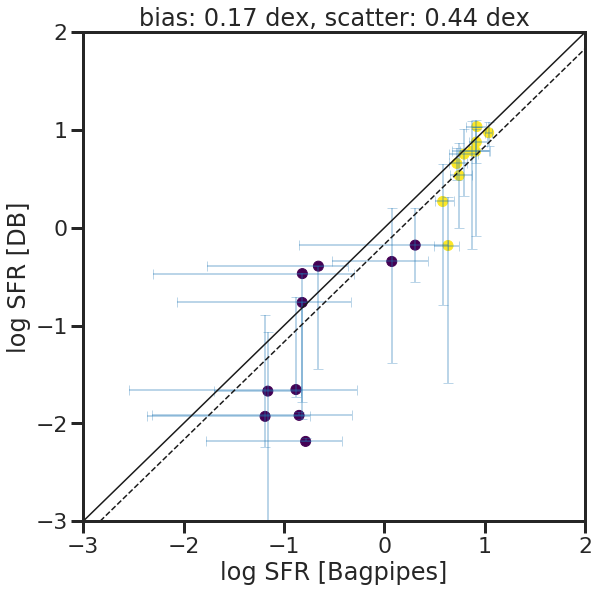 bias: 0.17 dex, scatter: 0.44 dex
2
1
0
−1
−2
−3
log SFR [DB]
−3 −2 −1 0 1 2
log SFR [Bagpipes]